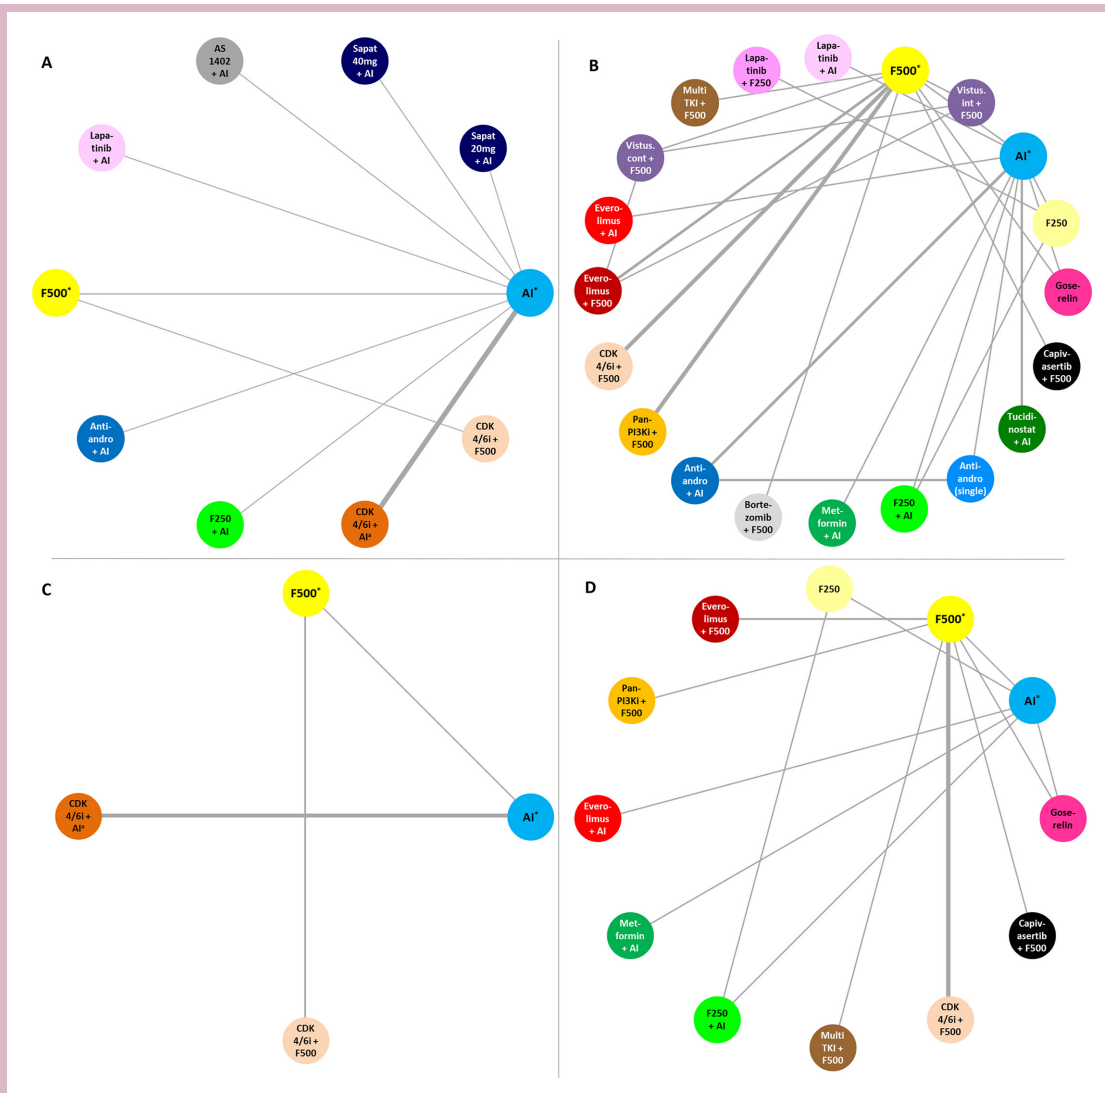 A
AS
1402
+ AI
Sapat
40mg
+ AI
Lapa-
tinib
+ AI
Sapat
20mg
+ AI
F500*
AI*
Anti-
andro
+ AI
CDK
4/6i +
F500
F250
+ AI
CDK
4/6i +
AIª
B
Lapa-
tinib
+ F250
Lapa-
tinib
+ AI
F500*
Multi
TKI +
F500
Vistus.
int +
F500
Vistus.
cont +
F500
AI*
Evero-
limus
+ AI
F250
Evero-
limus
+ F500
Gose-
relin
CDK
4/6i +
F500
Capiv-
asertib
+ F500
Pan-
PI3Ki +
F500
Tucidi-
nostat
+ AI
Anti-
andro
+ AI
Anti-
andro
(single)
Borte-
zomib
+ F500
Met-
formin
+ AI
F250
+ AI
C
F500*
CDK
4/6i +
AIª
AI*
CDK
4/6i +
F500
D
F250
Evero-
limus
+ F500
F500*
Pan-
PI3Ki +
F500
AI*
Evero-
limus
+ AI
Gose-
relin
Met-
formin
+ AI
Capiv-
asertib
+ F500
F250
+ AI
Multi
TKI +
F500
CDK
4/6i +
F500